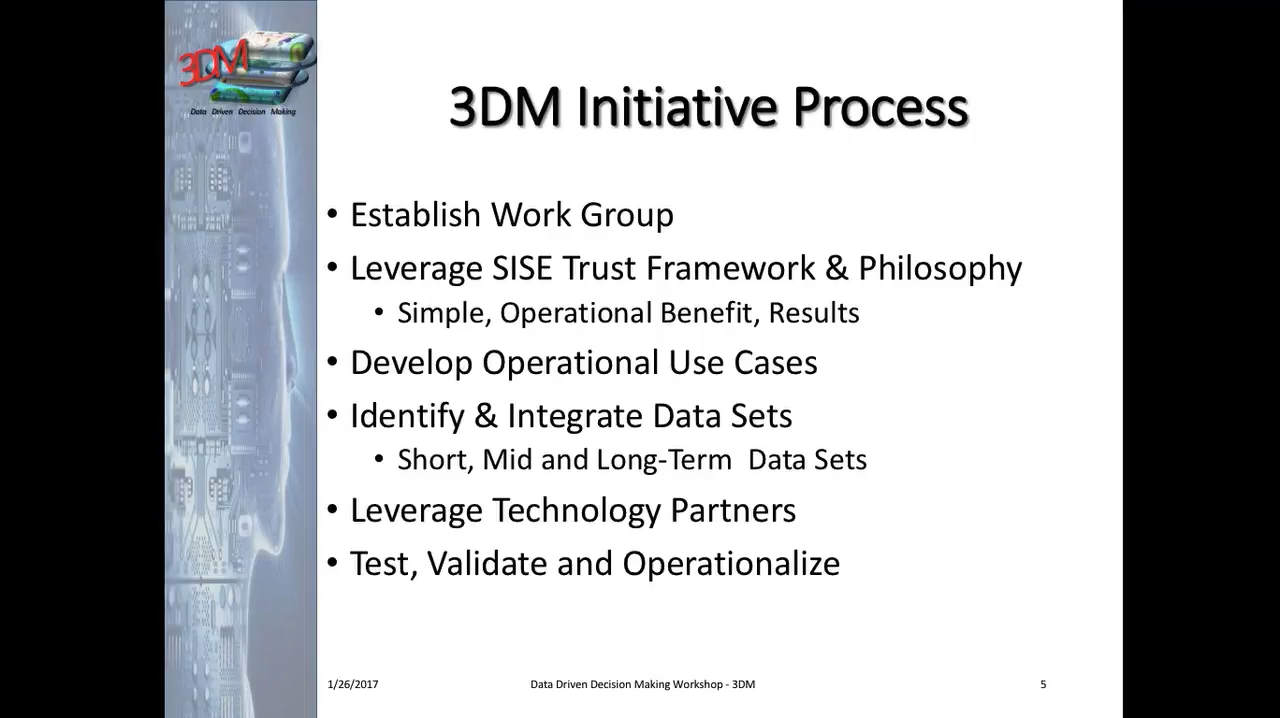 3DM
Data Driven Decision Making
3DM Initiative Process
• Establish Work Group
• Leverage SISE Trust Framework & Philosophy
• Simple, Operational Benefit, Results
• Develop Operational Use Cases
• Identify & Integrate Data Sets
• Short, Mid and Long-Term Data Sets
• Leverage Technology Partners
• Test, Validate and Operationalize
1/26/2017
Data Driven Decision Making Workshop - 3DM
5